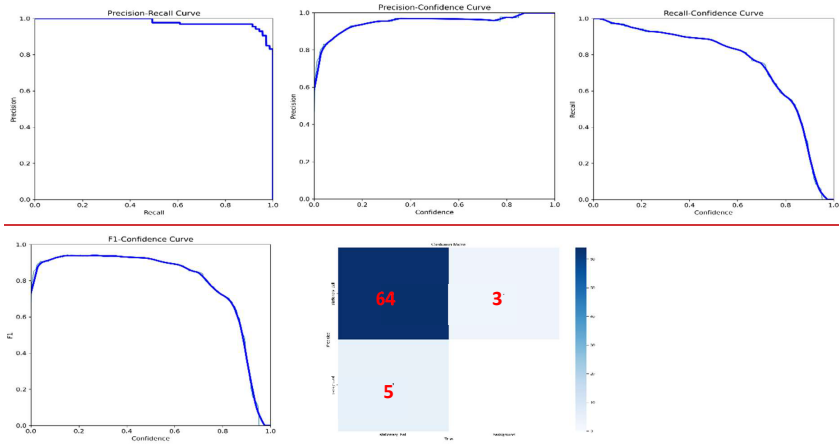 Precision-Recall Curve
1.0
0.8
0.6
0.4
0.2
0.0
Precision
0.0 0.2 0.4 0.6 0.8 1.0
Recall
Precision-Confidence Curve
1.0
0.8
0.6
0.4
0.2
0.0
Precision
0.0 0.2 0.4 0.6 0.8 1.0
Confidence
Recall-Confidence Curve
1.0
0.8
0.6
0.4
0.2
0.0
Recall
0.0 0.2 0.4 0.6 0.8 1.0
Confidence
F1-Confidence Curve
1.0
0.8
0.6
0.4
0.2
0.0
F1
0.0 0.2 0.4 0.6 0.8 1.0
Confidence
Confusion Matrix
64 3
5
background
True